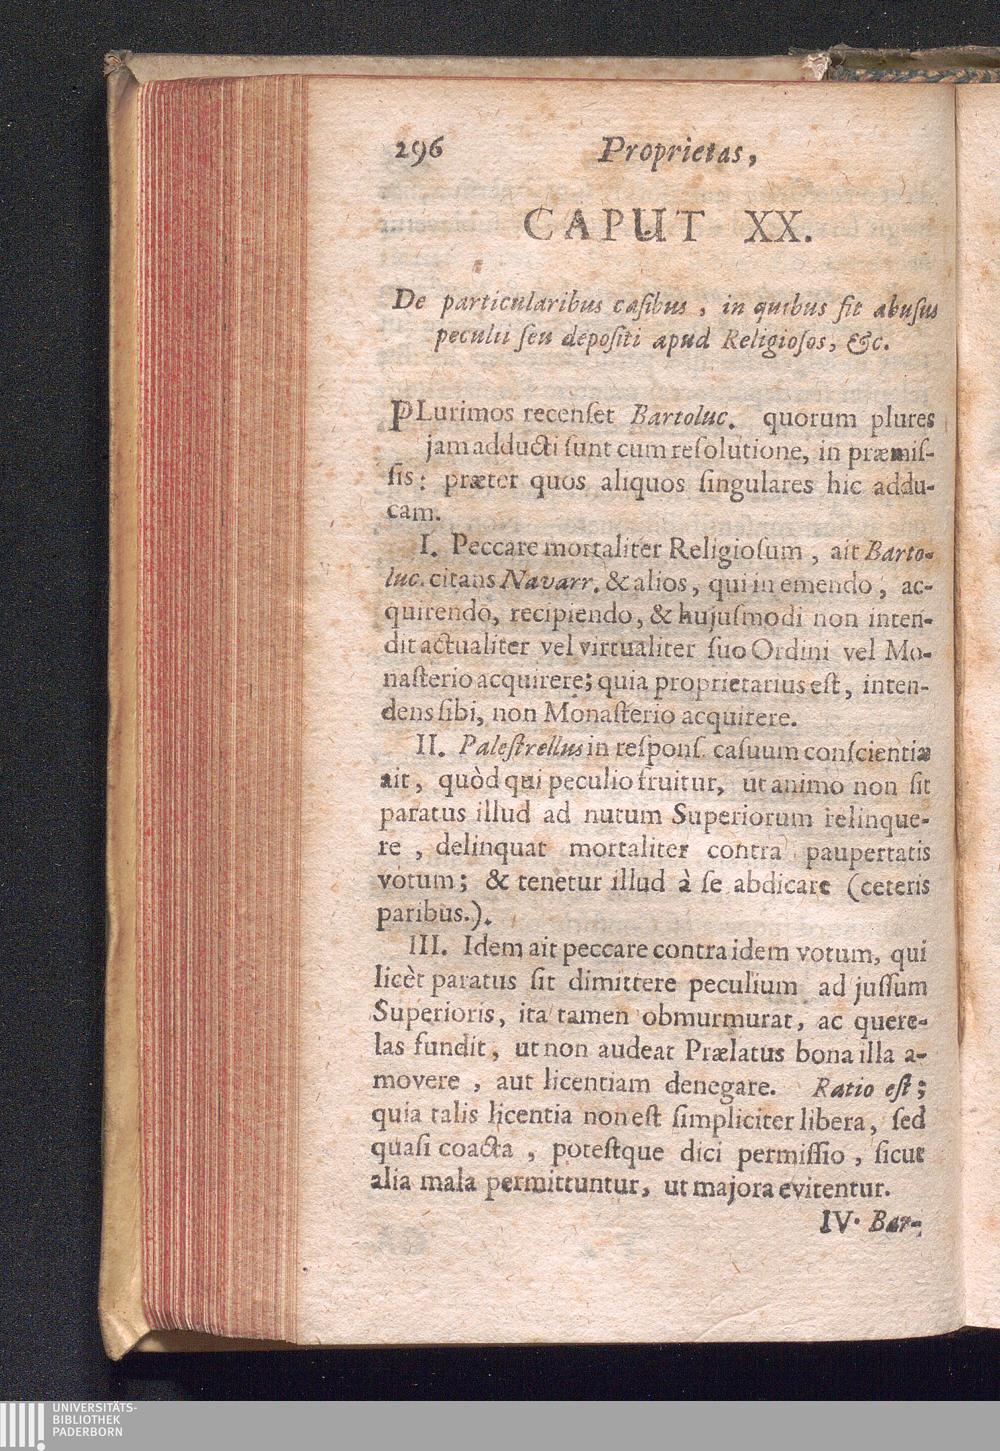 296 Proprietas,
CAPUT XX.
De particularibus caſibus, in quibus fit abuſus
peculii ſeu depoſiti apud Religioſos, &c.
PLurimos recenſet Bartoluc. quorum plures
jam adducti ſunt cum reſolutione, in præmiſ-
ſis: præter quos aliquos ſingulares hic addu-
cam.
I. Peccare mortaliter Religioſum, ait Barto-
luc. citans Navarr. & alios, qui in emendo, ac-
quirendo, recipiendo, & hujuſmodi non inten-
dit actualiter vel virtualiter ſuo Ordini vel Mo-
naſterio acquirere; quia proprietarius eſt, inten-
dens ſibi, non Monaſterio acquirere.
II. Paleſtrellus in reſponſ. caſuum conſcientiæ
ait, quòd qui peculio fruitur, ut animo non ſit
paratus illud ad nutum Superiorum relinque-
re, delinquat mortaliter contra paupertatis
votum; & tenetur illud à ſe abdicare (ceteris
paribus.).
III. Idem ait peccare contra idem votum, qui
licèt paratus ſit dimittere peculium ad juſſum
Superioris, ita tamen obmurmurat, ac quere-
las fundit, ut non audeat Prælatus bona illa a-
movere, aut licentiam denegare. Ratio eſt;
quia talis licentia non eſt ſimpliciter libera, ſed
quaſi coacta, poteſtque dici permiſſio, ſicut
alia mala permittuntur, ut majora evitentur.
IV. Bar-
UNIVERSITÄTS-
BIBLIOTHEK
PADERBORN